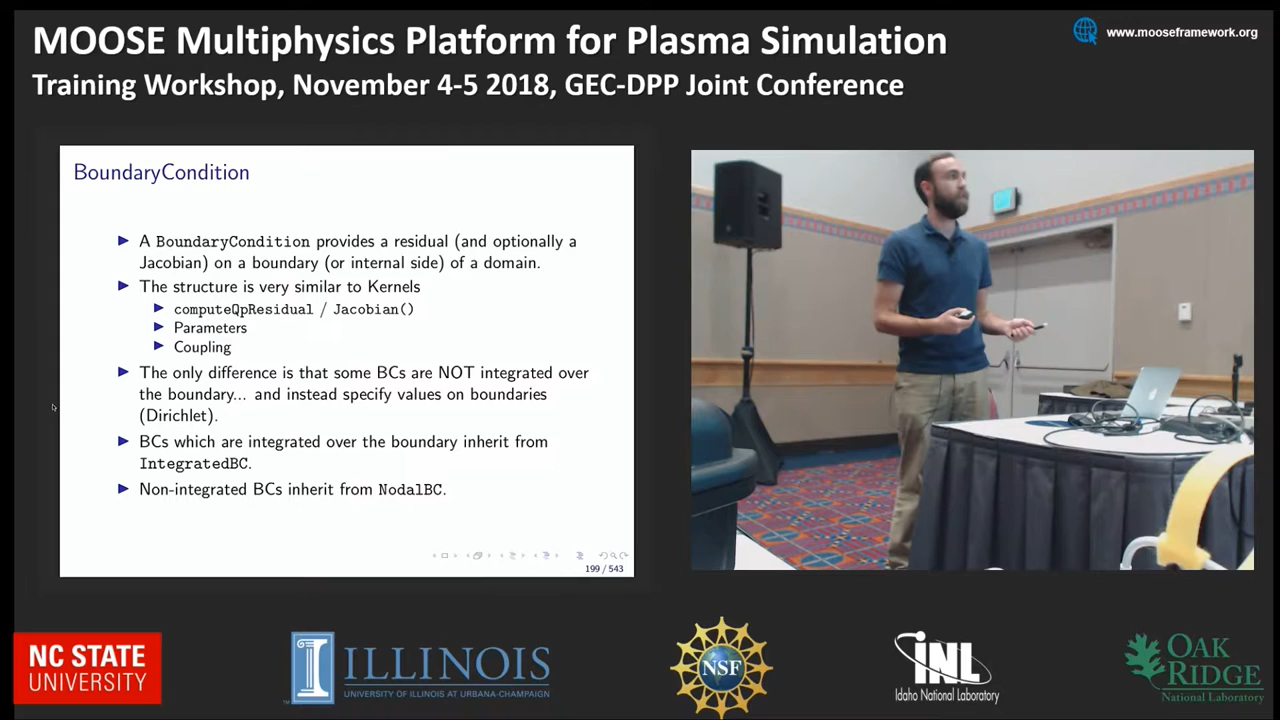 MOOSE Multiphysics Platform for Plasma Simulation
www.mooseframework.org
Training Workshop, November 4-5 2018, GEC-DPP Joint Conference
BoundaryCondition
A BoundaryCondition provides a residual (and optionally a
Jacobian) on a boundary (or internal side) of a domain.
The structure is very similar to Kernels
computeQpResidual / Jacobian()
Parameters
Coupling
The only difference is that some BCs are NOT integrated over
the boundary... and instead specify values on boundaries
(Dirichlet).
BCs which are integrated over the boundary inherit from
IntegratedBC.
Non-integrated BCs inherit from NodalBC.
199 / 543
NC STATE
UNIVERSITY
ILLINOIS
UNIVERSITY OF ILLINOIS AT URBANA-CHAMPAIGN
NSF
INL
Idaho National Laboratory
OAK
RIDGE
National Laboratory